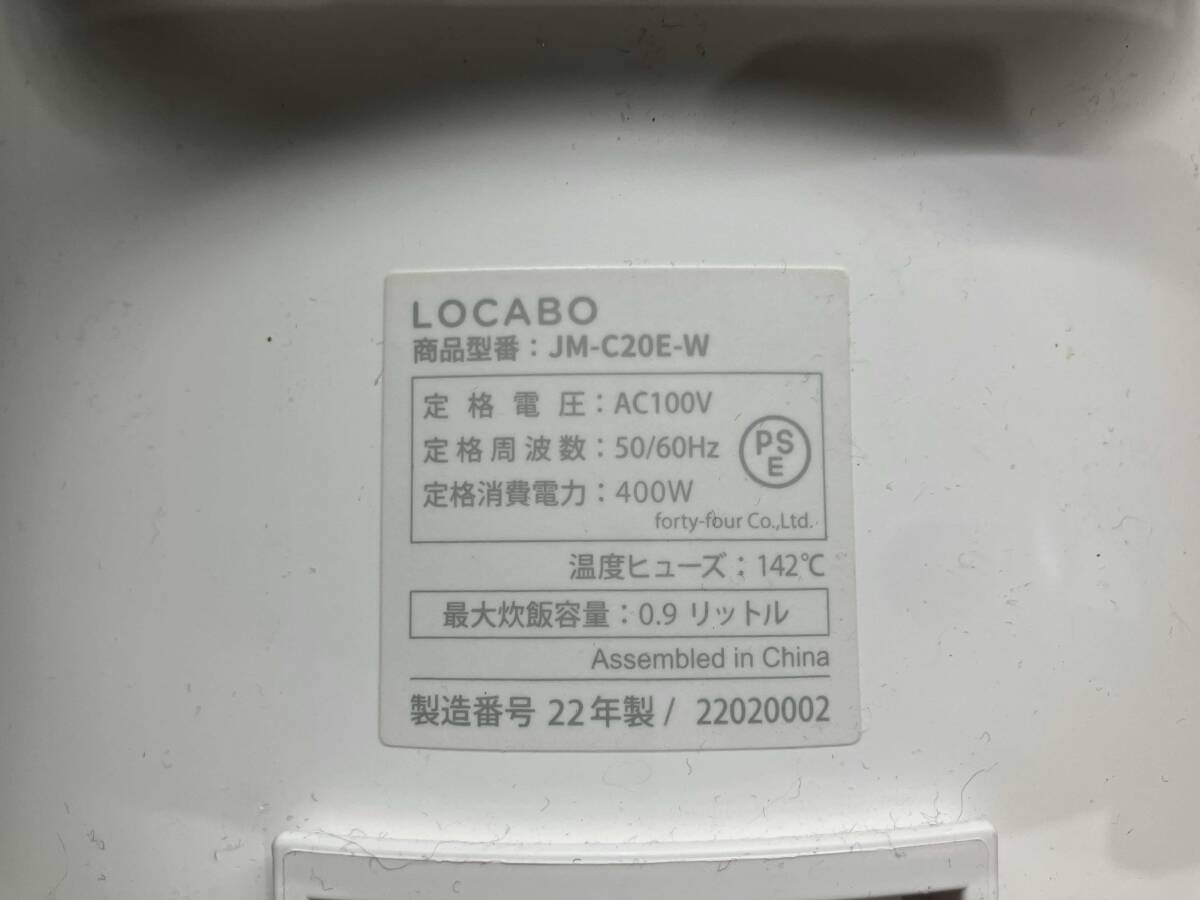 LOCABO
商品型番：JM-C20E-W
定格電圧：AC100V
定格周波数：50/60Hz
PS
E
定格消費電力：400W
forty-four Co.,Ltd.
温度ヒューズ：142℃
最大炊飯容量：0.9 リットル
Assembled in China
製造番号 22年製 / 22020002